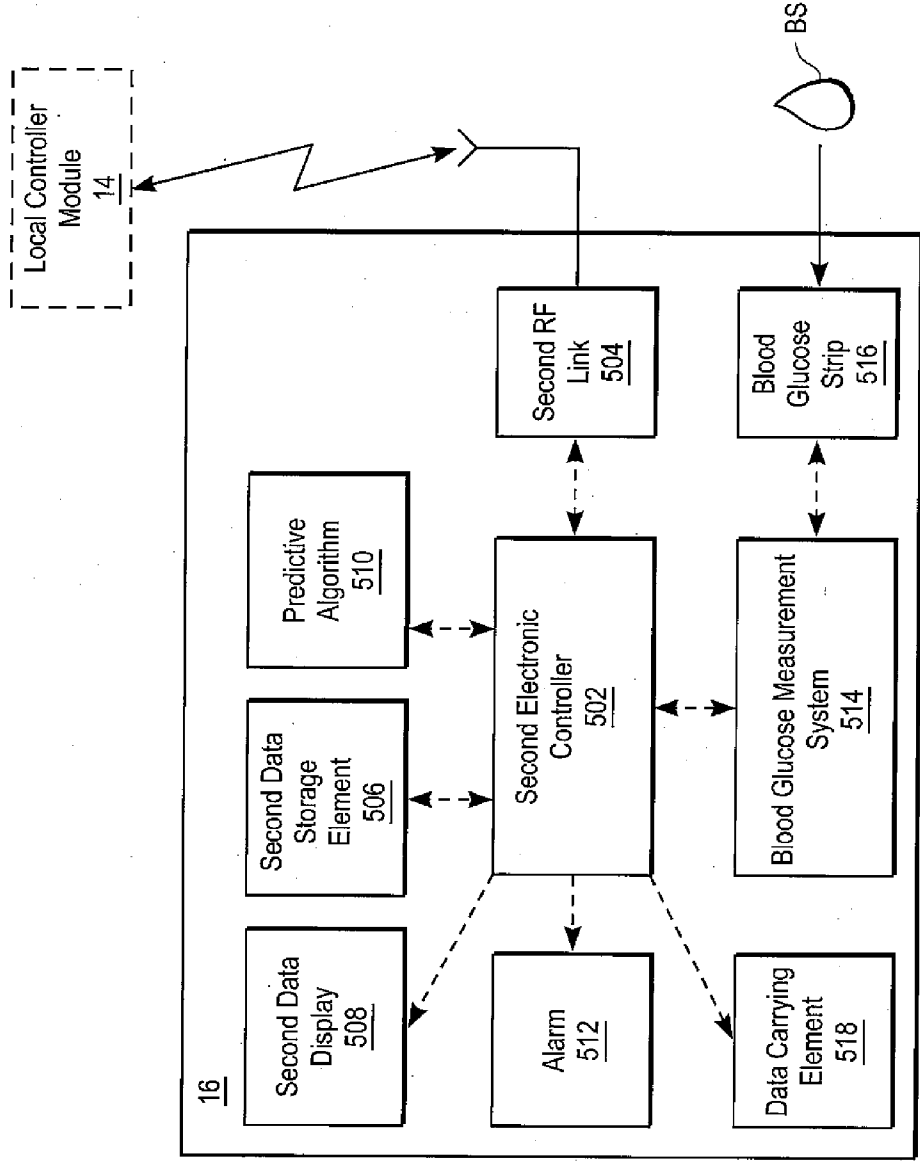 Local Controller
Module
14
16
Second Data
Display
508
Second Data
Storage
Element
506
Predictive
Algorithm
510
Alarm
512
Second Electronic
Controller
502
Second RF
Link
504
Data Carrying
Element
518
Blood Glucose Measurement
System
514
Blood
Glucose
Strip
516
BS